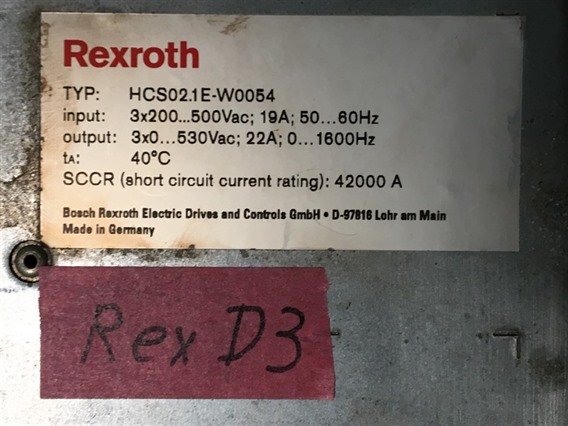 Rexroth
TYP: HCS02.1E-W0054
input: 3x200...500Vac; 19A; 50...60Hz
output: 3x0...530Vac; 22A; 0...1600Hz
tA: 40°C
SCCR (short circuit current rating): 42000 A
Bosch Rexroth Electric Drives and Controls GmbH • D-97816 Lohr am Main
Made in Germany
Rex D3